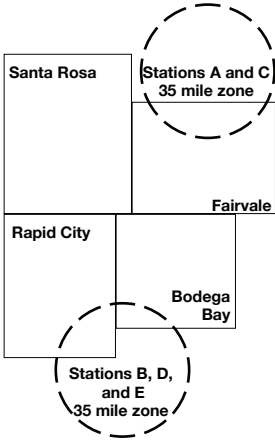 Santa Rosa
Stations A and C
35 mile zone
Fairvale
Rapid City
Bodega
Bay
Stations B, D,
and E
35 mile zone